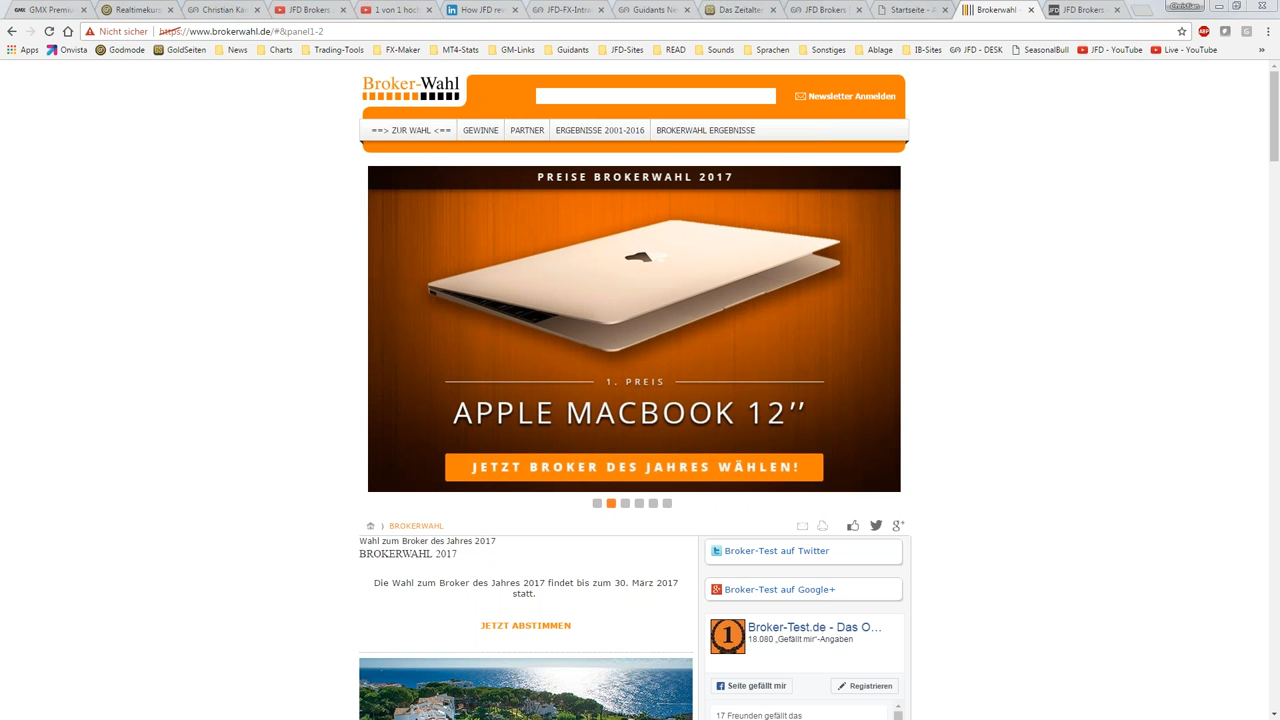 GMX Premiu
Realtimekurs
Christian Kä
JFD Brokers
1 von 1 hoch
How JFD rev
JFD-FX-Intra
Guidants Ne
Das Zeitalter
JFD Brokers
Startseite - A
Brokerwahl -
JFD Brokers
Nicht sicher | https://www.brokerwahl.de/#&panel1-2
Apps Onvista Godmode GoldSeiten News Charts Trading-Tools FX-Maker MT4-Stats GM-Links Guidants JFD-Sites READ Sounds Sprachen Sonstiges Ablage IB-Sites JFD - DESK SeasonalBull JFD - YouTube Live - YouTube »
Broker-Wahl
Newsletter Anmelden
==> ZUR WAHL <== GEWINNE PARTNER ERGEBNISSE 2001-2016 BROKERWAHL ERGEBNISSE
PREISE BROKERWAHL 2017
1. PREIS
APPLE MACBOOK 12’’
JETZT BROKER DES JAHRES WÄHLEN!
BROKERWAHL
Wahl zum Broker des Jahres 2017
BROKERWAHL 2017
Die Wahl zum Broker des Jahres 2017 findet bis zum 30. März 2017
statt.
JETZT ABSTIMMEN
Broker-Test auf Twitter
Broker-Test auf Google+
1
Broker-Test.de - Das O...
18.080 „Gefällt mir"-Angaben
Seite gefällt mir
Registrieren
17 Freunden gefällt das